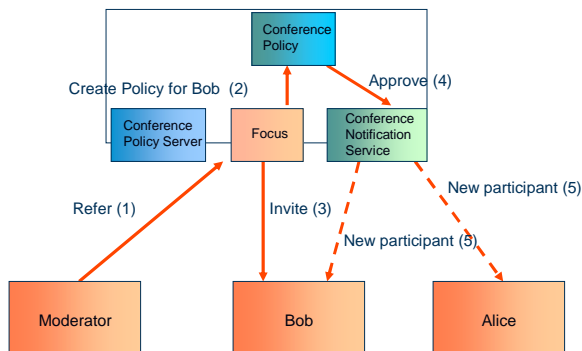 Conference
Policy
Create Policy for Bob (2)
Approve (4)
Conference
Policy Server
Focus
Conference
Notification
Service
Refer (1)
Invite (3)
New participant (5)
New participant (5)
Moderator
Bob
Alice